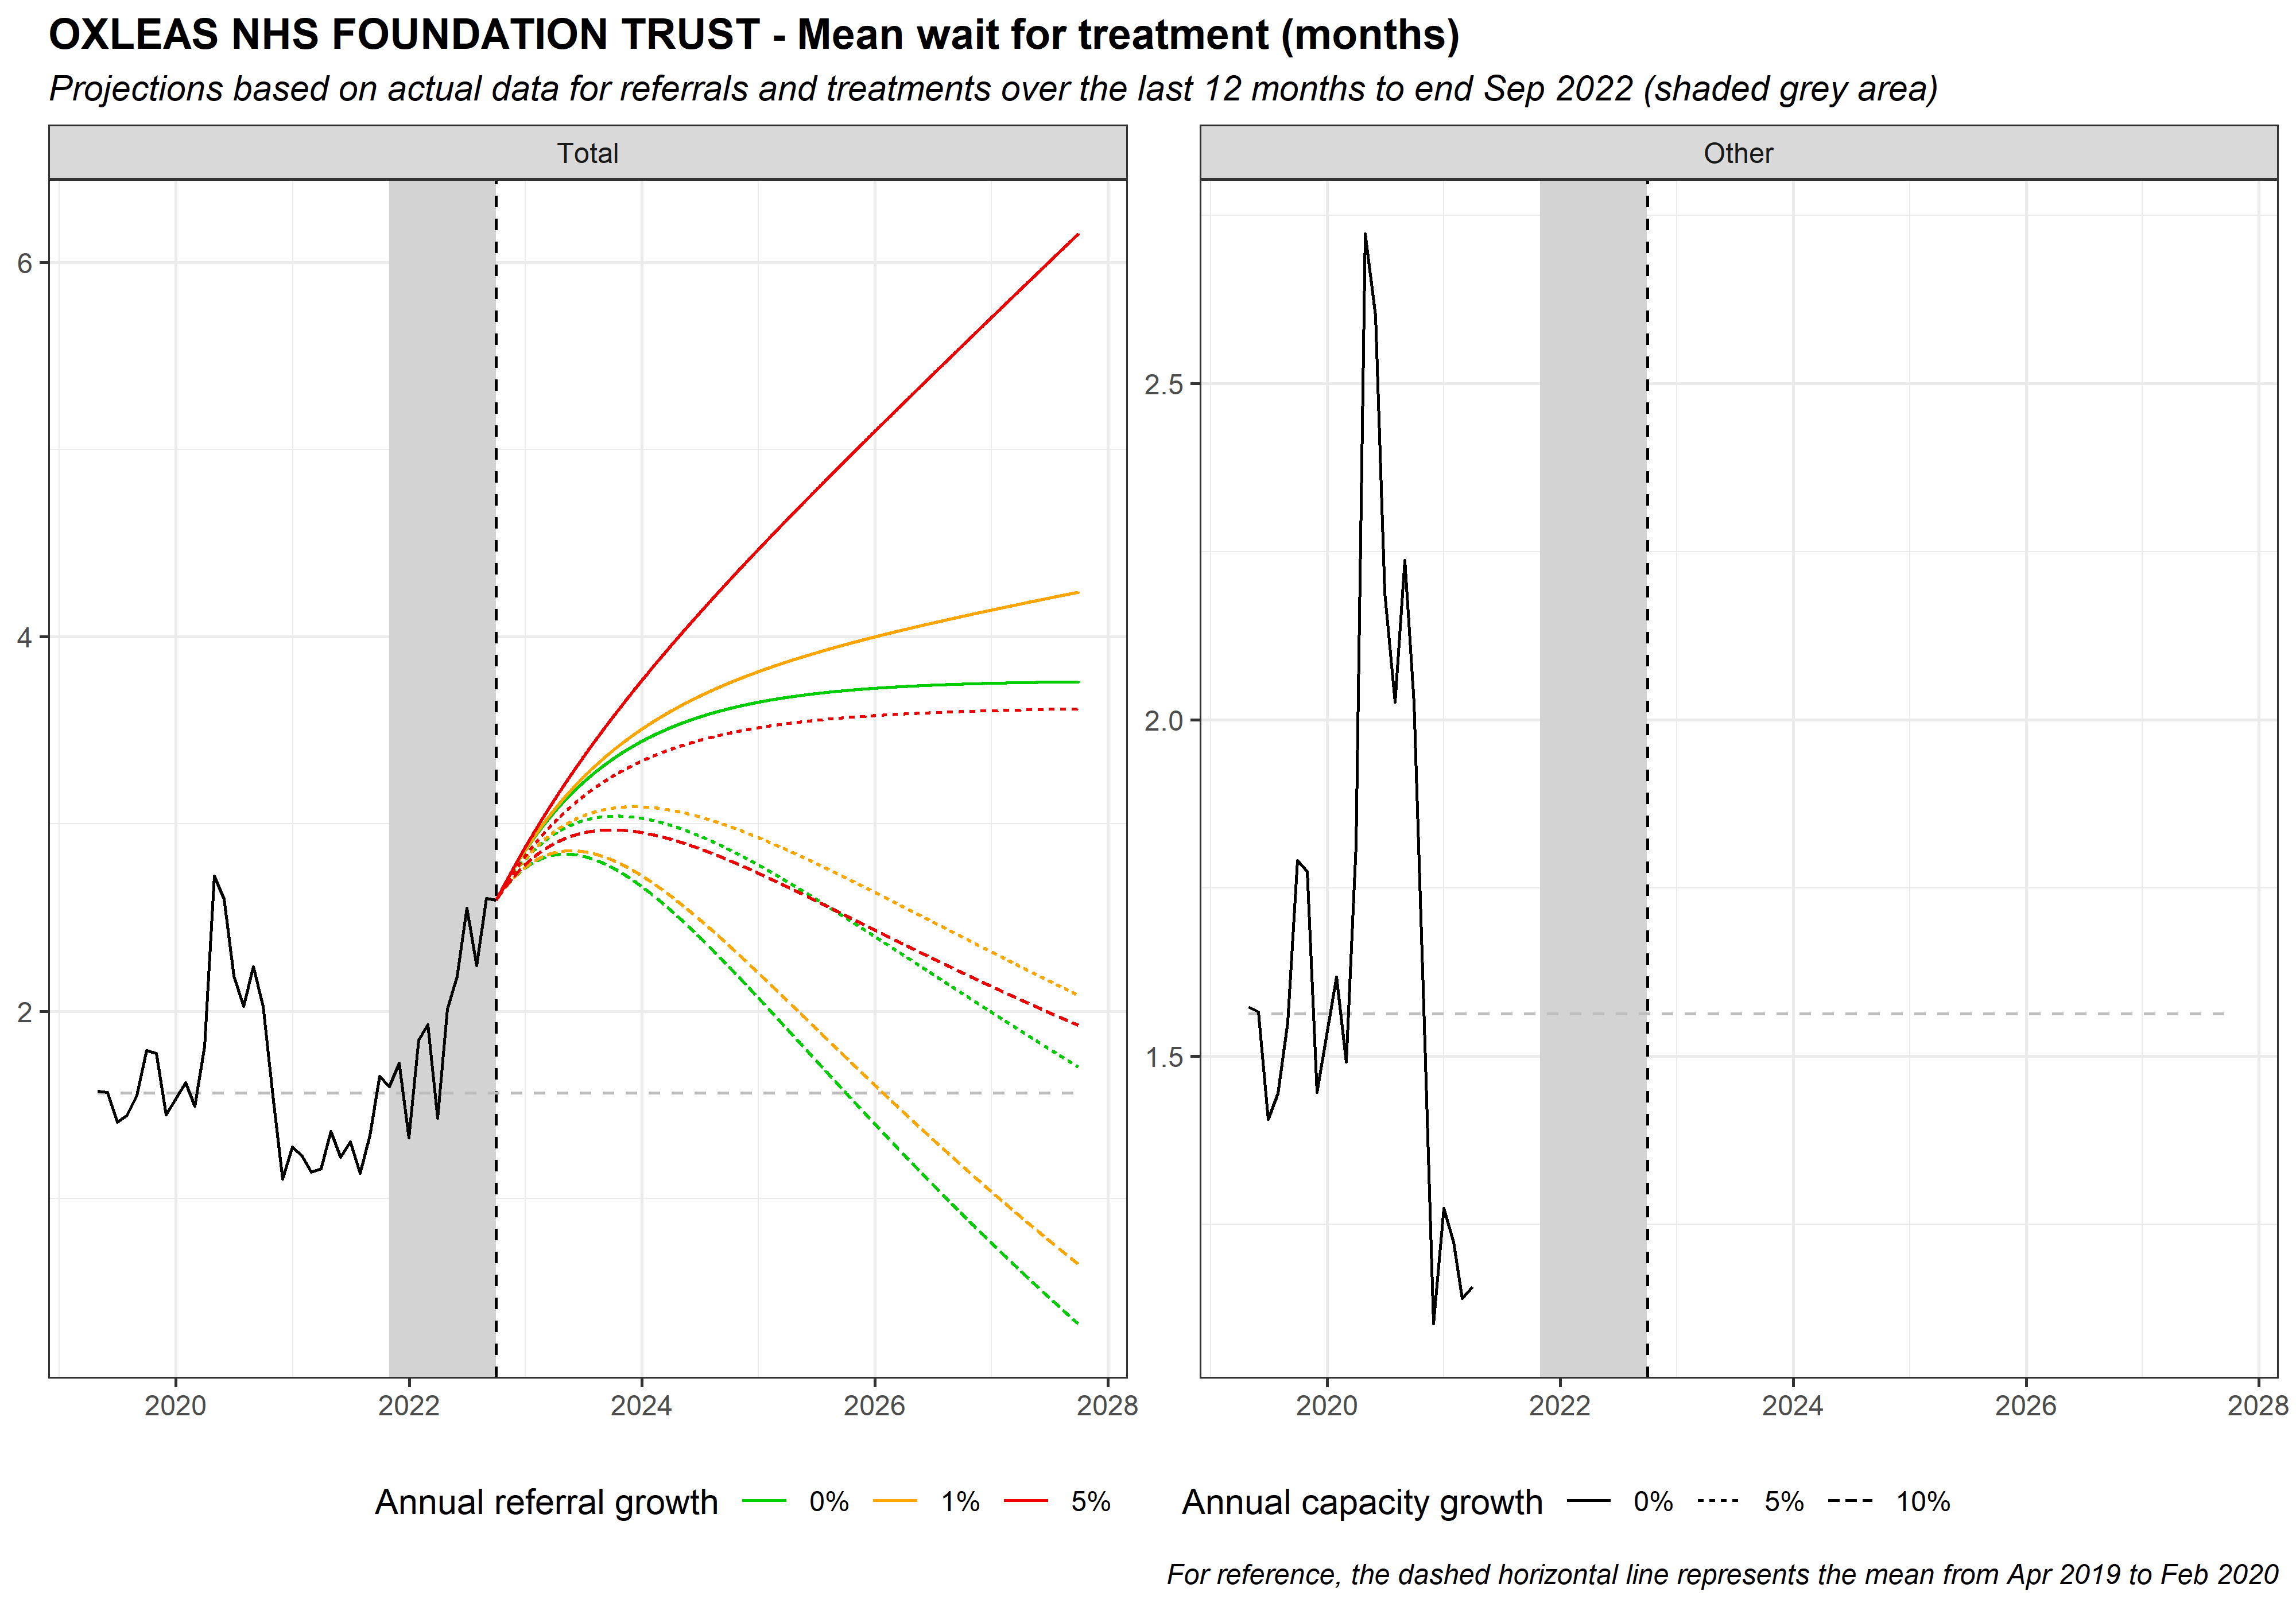 OXLEAS NHS FOUNDATION TRUST - Mean wait for treatment (months)
Projections based on actual data for referrals and treatments over the last 12 months to end Sep 2022 (shaded grey area)
Total
6
4
2
2020 2022 2024 2026 2028
Other
2.5
2.0
1.5
2020 2022 2024 2026 2028
Annual referral growth 0% 1% 5%
Annual capacity growth 0% 5% 10%
For reference, the dashed horizontal line represents the mean from Apr 2019 to Feb 2020